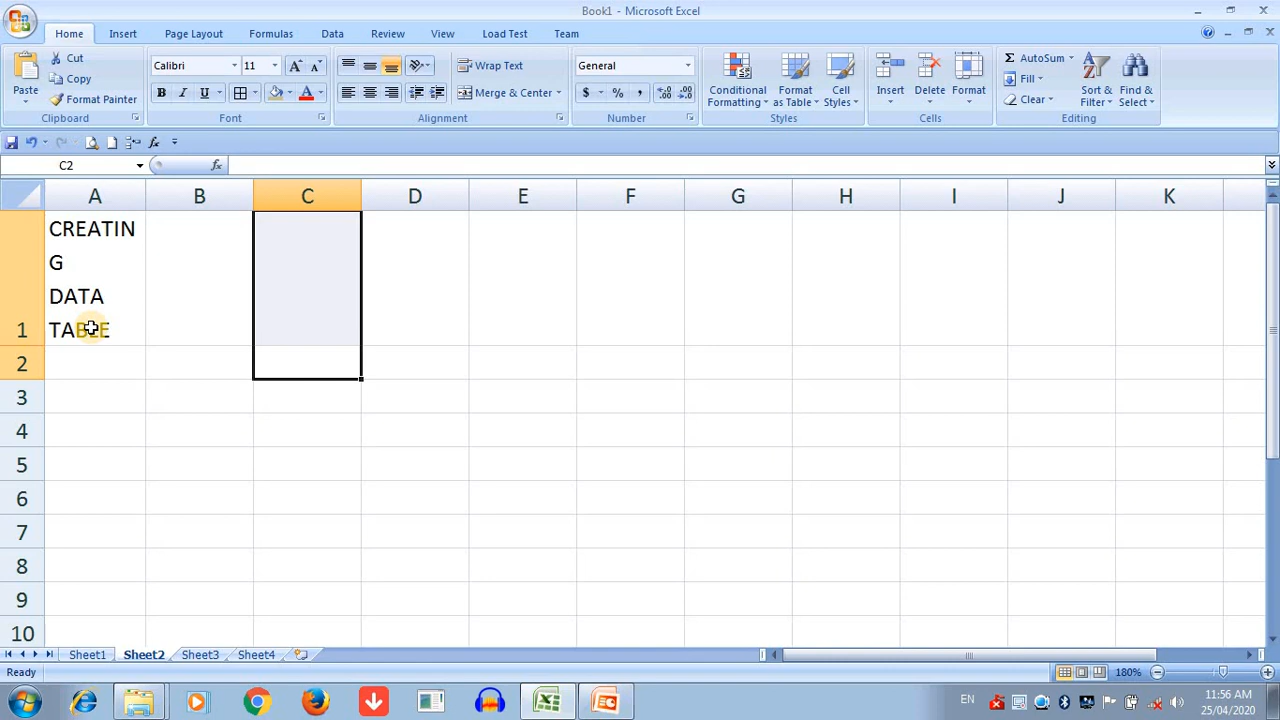 Book1 - Microsoft Excel
Home Insert Page Layout Formulas Data Review View Load Test Team
Cut
Copy
Format Painter
Paste
Clipboard
Calibri 11
B I U
Font
Wrap Text
Merge & Center
Alignment
General
$ % ,
Number
Conditional Formatting
Format as Table
Cell Styles
Styles
Insert Delete Format
Cells
AutoSum
Fill
Clear
Sort & Filter
Find & Select
Editing
C2 fx
A B C D E F G H I J K
CREATIN
G
DATA
1 TABLE
2
3
4
5
6
7
8
9
10
Sheet1 Sheet2 Sheet3 Sheet4
Ready 180%
EN 11:56 AM
25/04/2020